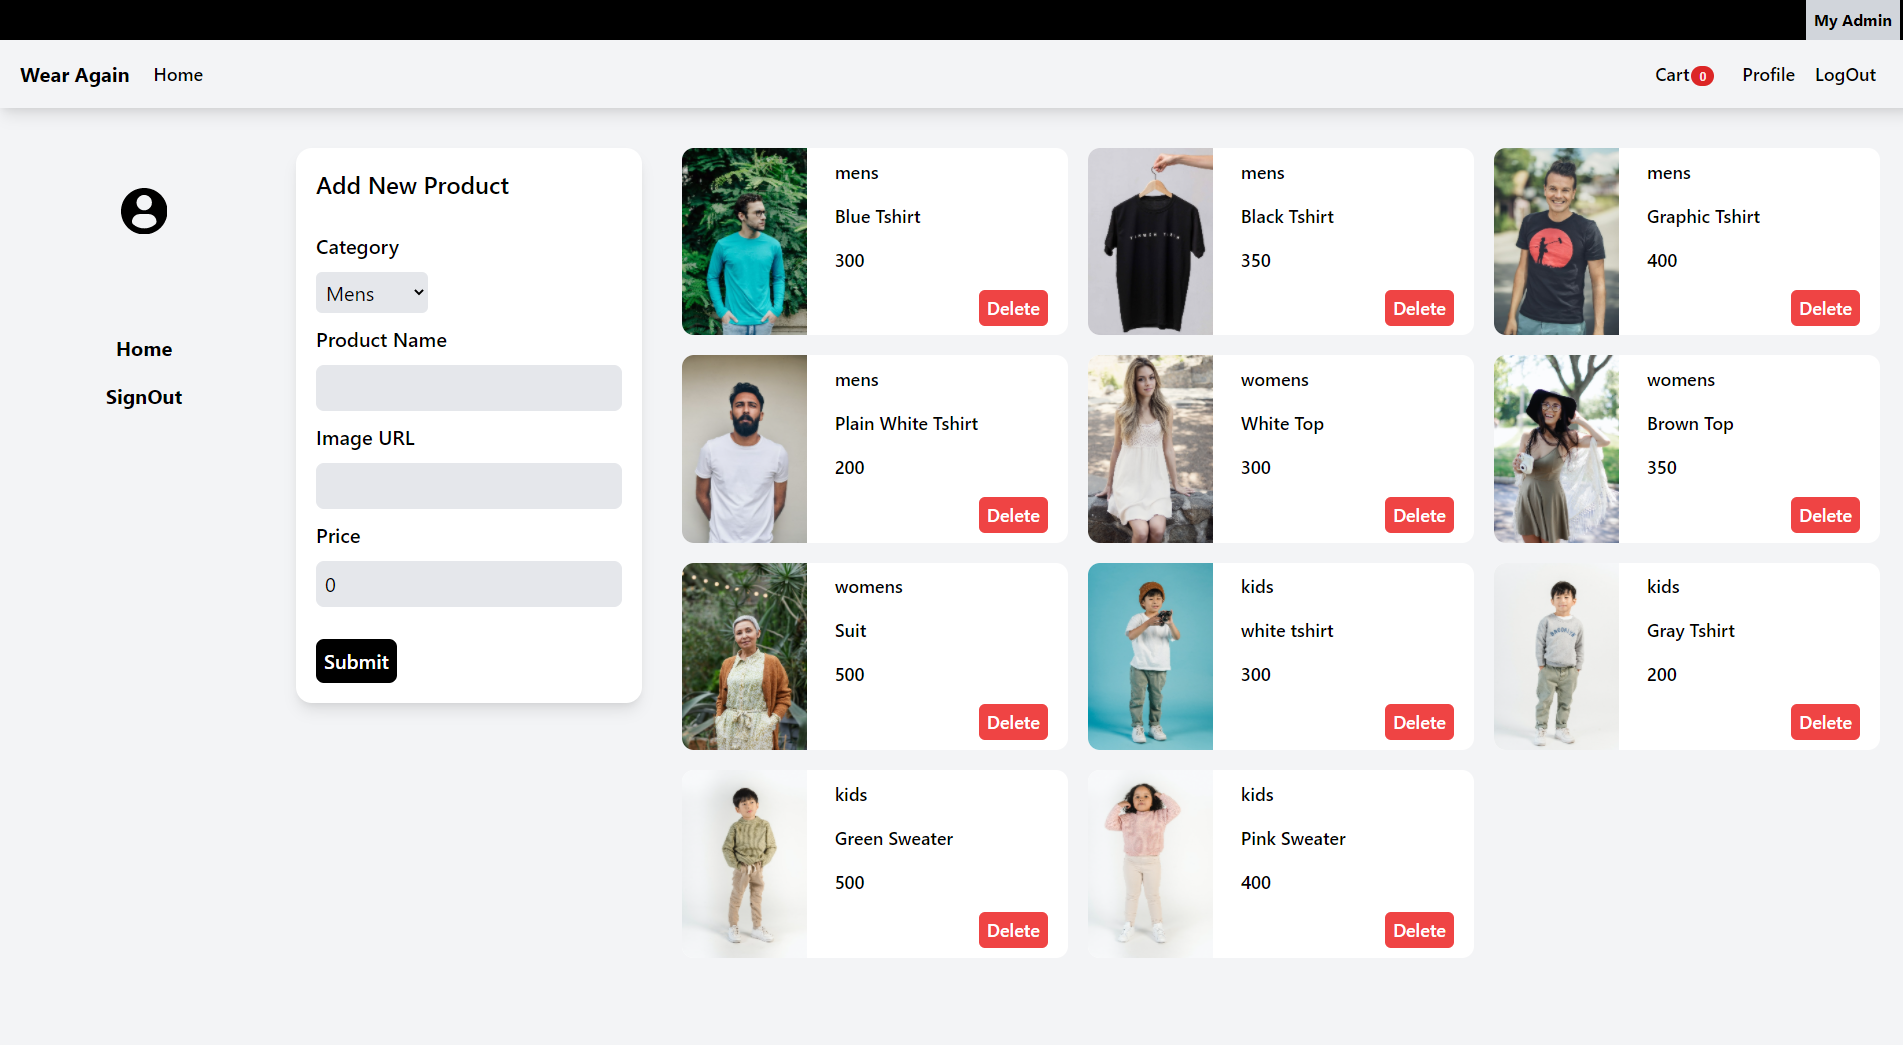 My Admin
Wear Again Home Cart 0 Profile LogOut
Home
SignOut
Add New Product
Category
Mens
Product Name
Image URL
Price
0
Submit
mens
Blue Tshirt
300
Delete
mens
Black Tshirt
350
Delete
mens
Graphic Tshirt
400
Delete
mens
Plain White Tshirt
200
Delete
womens
White Top
300
Delete
womens
Brown Top
350
Delete
womens
Suit
500
Delete
kids
white tshirt
300
Delete
kids
Gray Tshirt
200
Delete
kids
Green Sweater
500
Delete
kids
Pink Sweater
400
Delete